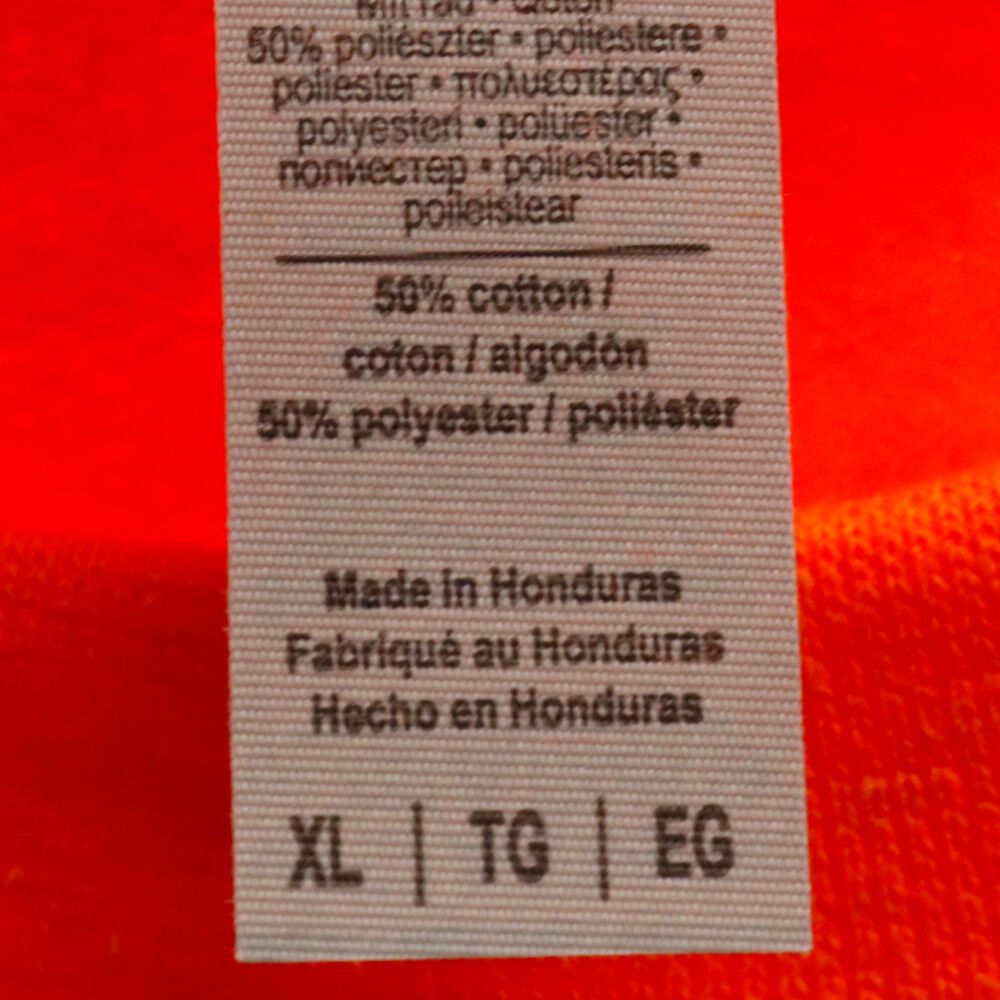 50% poliészter • poliestere •
poliester • πολυεστέρας •
polyesteri • polüester •
полиестер • poliesteris •
poileistear
50% cotton /
coton / algodón
50% polyester / poliéster
Made in Honduras
Fabriqué au Honduras
Hecho en Honduras
XL | TG | EG